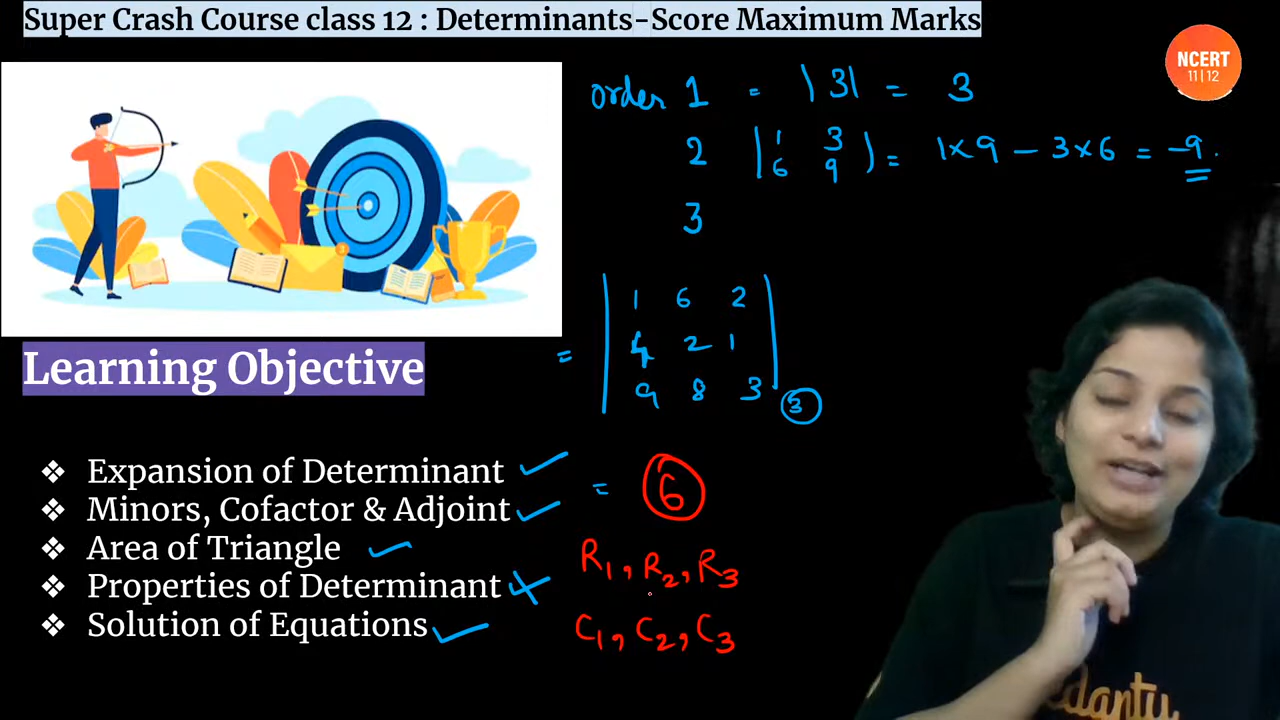 Super Crash Course class 12 : Determinants-Score Maximum Marks
NCERT
11 | 12
order 1 = |3| = 3
2 | 1 3 | = 1×9 − 3×6 = −9.
6 9
3
1 6 2
= 4 2 1
9 8 3 3
Learning Objective
❖ Expansion of Determinant ✓
❖ Minors, Cofactor & Adjoint ✓
❖ Area of Triangle ✓
❖ Properties of Determinant ×
❖ Solution of Equations ✓
= 6
R1, R2, R3
C1, C2, C3
edantu